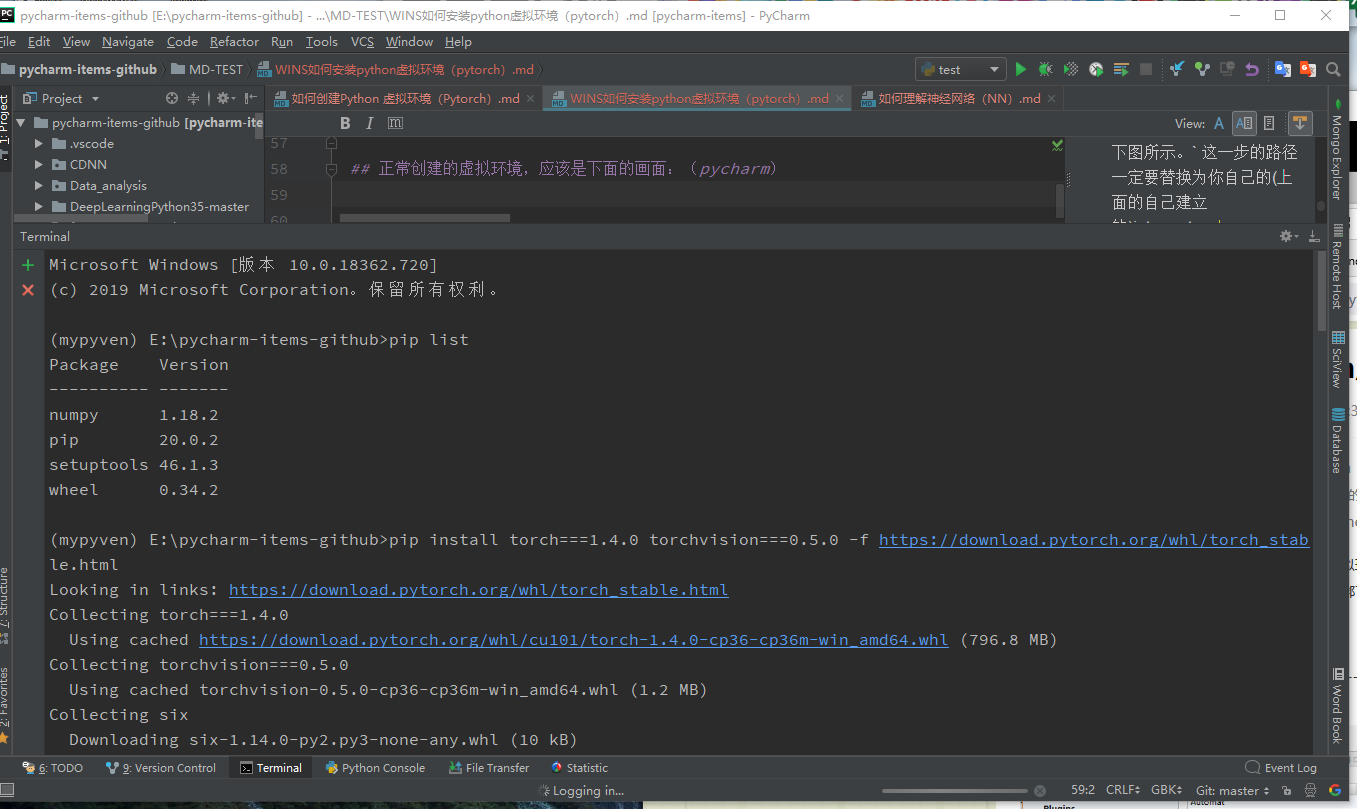 PC pycharm-items-github [E:\pycharm-items-github] - ...\MD-TEST\WINS如何安装python虚拟环境（pytorch）.md [pycharm-items] - PyCharm
File Edit View Navigate Code Refactor Run Tools VCS Window Help
pycharm-items-github MD-TEST WINS如何安装python虚拟环境（pytorch）.md test
Project 如何创建Python 虚拟环境（Pytorch）.md WINS如何安装python虚拟环境（pytorch）.md 如何理解神经网络（NN）.md
1: Project
pycharm-items-github [pycharm-ite
.vscode
CDNN
Data_analysis
DeepLearningPython35-master
B I m View: A A
57
58 ## 正常创建的虚拟环境，应该是下面的画面：（pycharm）
59
60
下图所示。` 这一步的路径
一定要替换为你自己的(上
面的自己建立
Mongo Explorer
Remote Host
SciView
Database
Word Book
Terminal
Microsoft Windows [版本 10.0.18362.720]
(c) 2019 Microsoft Corporation。保留所有权利。
(mypyven) E:\pycharm-items-github>pip list
Package Version
---------- -------
numpy 1.18.2
pip 20.0.2
setuptools 46.1.3
wheel 0.34.2
(mypyven) E:\pycharm-items-github>pip install torch===1.4.0 torchvision===0.5.0 -f https://download.pytorch.org/whl/torch_stab
le.html
Looking in links: https://download.pytorch.org/whl/torch_stable.html
Collecting torch===1.4.0
Using cached https://download.pytorch.org/whl/cu101/torch-1.4.0-cp36-cp36m-win_amd64.whl (796.8 MB)
Collecting torchvision===0.5.0
Using cached torchvision-0.5.0-cp36-cp36m-win_amd64.whl (1.2 MB)
Collecting six
Downloading six-1.14.0-py2.py3-none-any.whl (10 kB)
7: Structure
2: Favorites
6: TODO 9: Version Control Terminal Python Console File Transfer Statistic Event Log
Logging in... 59:2 CRLF GBK Git: master